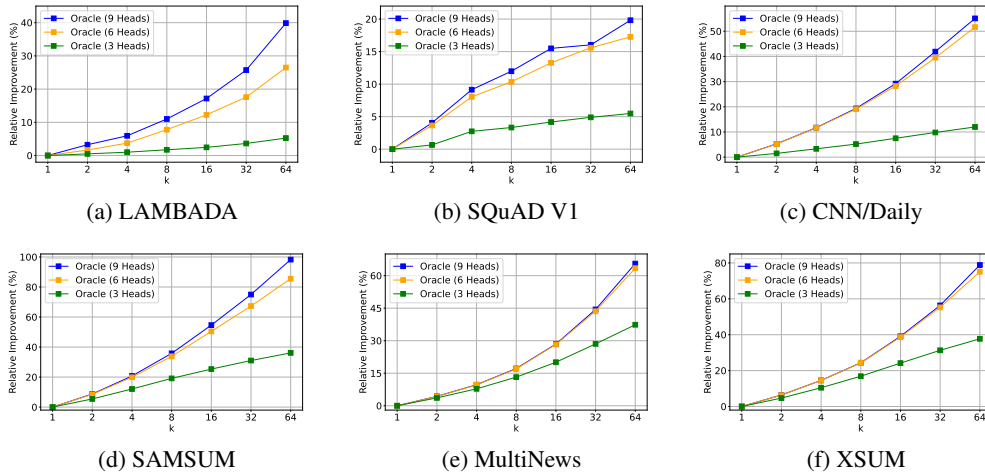 Oracle (9 Heads)
Oracle (6 Heads)
Oracle (3 Heads)
Relative Improvement (%)
40
30
20
10
0
1 2 4 8 16 32 64
k
(a) LAMBADA
Oracle (9 Heads)
Oracle (6 Heads)
Oracle (3 Heads)
Relative Improvement (%)
20
15
10
5
0
1 2 4 8 16 32 64
k
(b) SQuAD V1
Oracle (9 Heads)
Oracle (6 Heads)
Oracle (3 Heads)
Relative Improvement (%)
50
40
30
20
10
0
1 2 4 8 16 32 64
k
(c) CNN/Daily
Oracle (9 Heads)
Oracle (6 Heads)
Oracle (3 Heads)
Relative Improvement (%)
100
80
60
40
20
0
1 2 4 8 16 32 64
k
(d) SAMSUM
Oracle (9 Heads)
Oracle (6 Heads)
Oracle (3 Heads)
Relative Improvement (%)
60
45
30
15
0
1 2 4 8 16 32 64
k
(e) MultiNews
Oracle (9 Heads)
Oracle (6 Heads)
Oracle (3 Heads)
Relative Improvement (%)
80
60
40
20
0
1 2 4 8 16 32 64
k
(f) XSUM